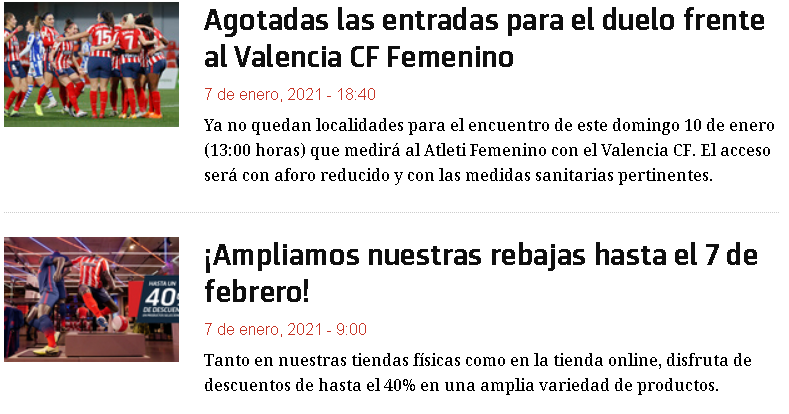 Agotadas las entradas para el duelo frente
al Valencia CF Femenino
7 de enero, 2021 - 18:40
Ya no quedan localidades para el encuentro de este domingo 10 de enero
(13:00 horas) que medirá al Atleti Femenino con el Valencia CF. El acceso
será con aforo reducido y con las medidas sanitarias pertinentes.
15
7
¡Ampliamos nuestras rebajas hasta el 7 de
febrero!
7 de enero, 2021 - 9:00
Tanto en nuestras tiendas físicas como en la tienda online, disfruta de
descuentos de hasta el 40% en una amplia variedad de productos.
HASTA UN
40%
DE DESCUENTO